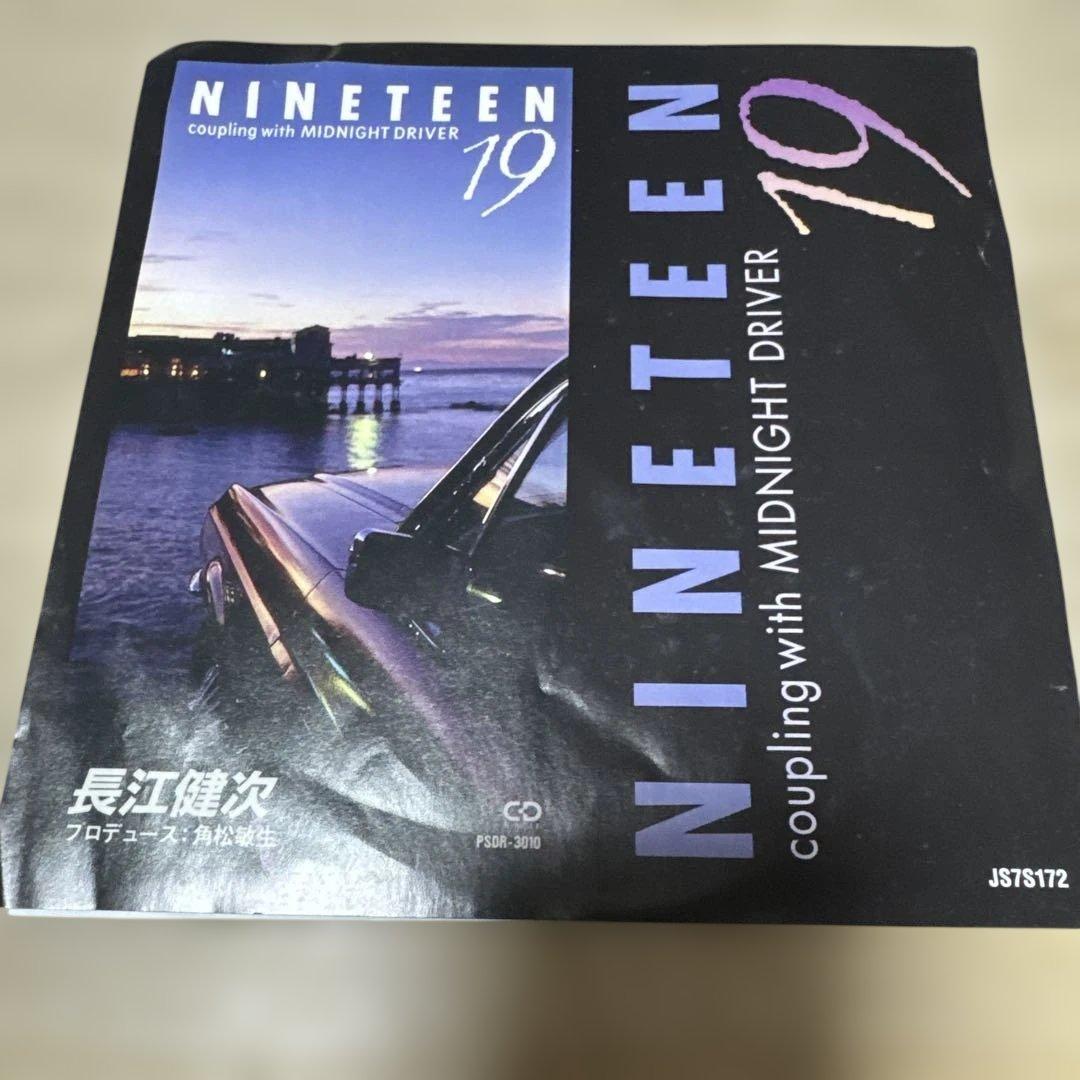 NINETEEN
coupling with MIDNIGHT DRIVER
19
長江健次
プロデュース:角松敏生
PSDR-3010
NINETEEN
19
coupling with MIDNIGHT DRIVER
JS7S172